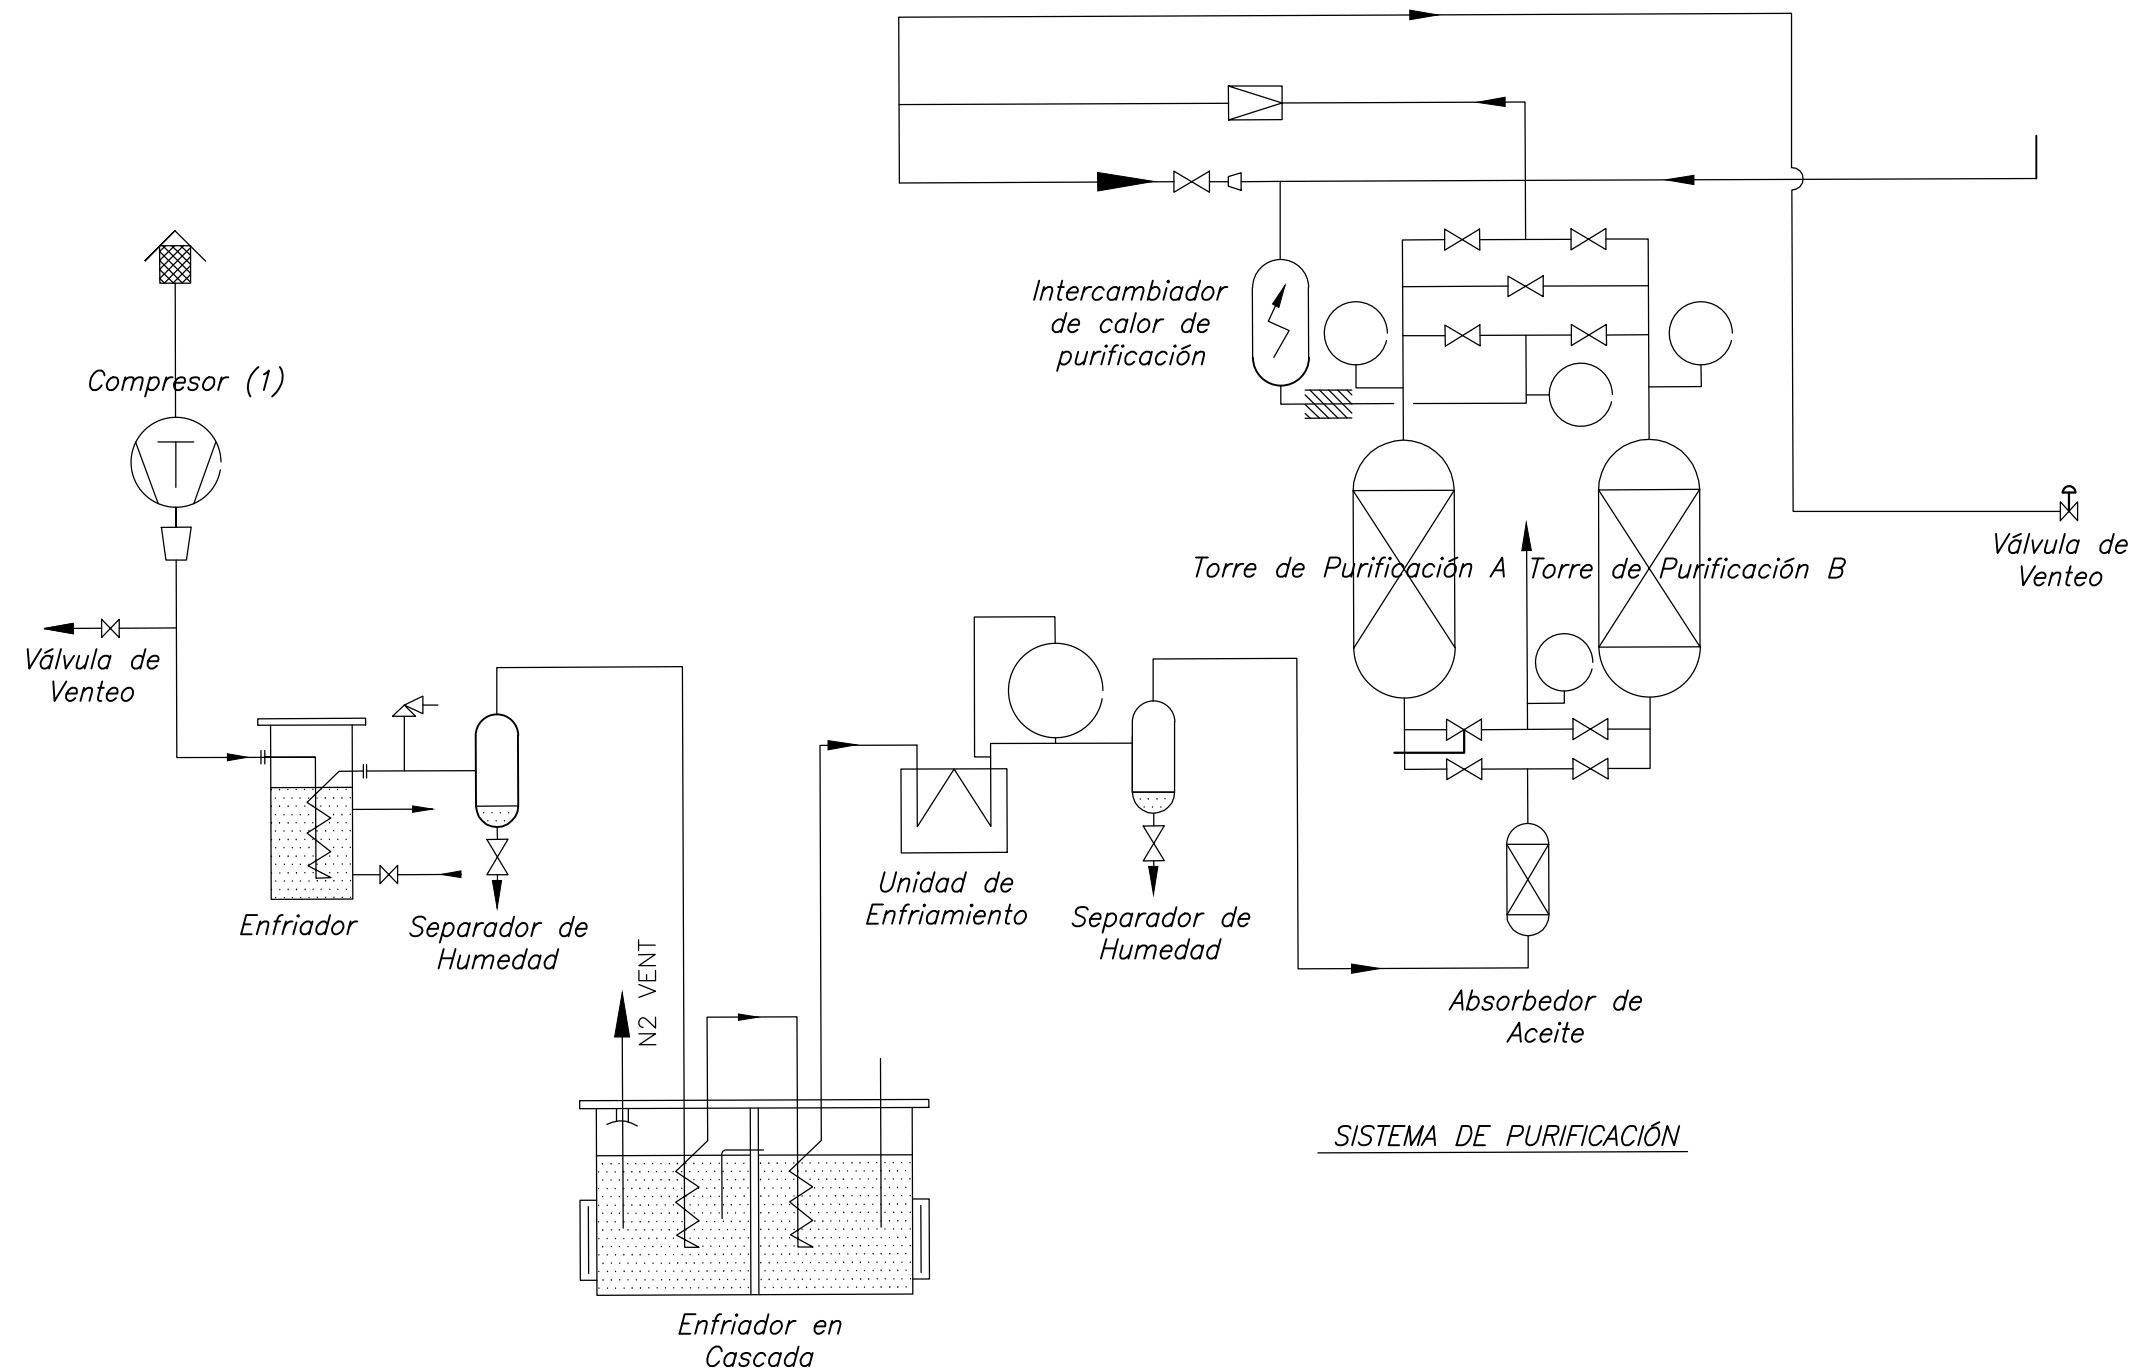 Intercambiador
de calor de
purificación
Compresor (1)
Válvula de
Venteo
Torre de Purificación A
Torre de Purificación B
Válvula de
Venteo
Enfriador
Separador de
Humedad
Unidad de
Enfriamiento
Separador de
Humedad
N2 VENT
Absorbedor de
Aceite
SISTEMA DE PURIFICACIÓN
Enfriador en
Cascada